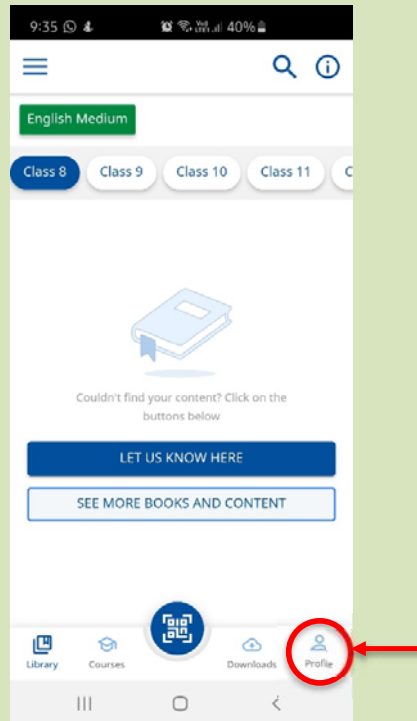 9:35 40%
English Medium
Class 8 Class 9 Class 10 Class 11 C
Couldn't find your content? Click on the
buttons below
LET US KNOW HERE
SEE MORE BOOKS AND CONTENT
Library Courses Downloads Profile